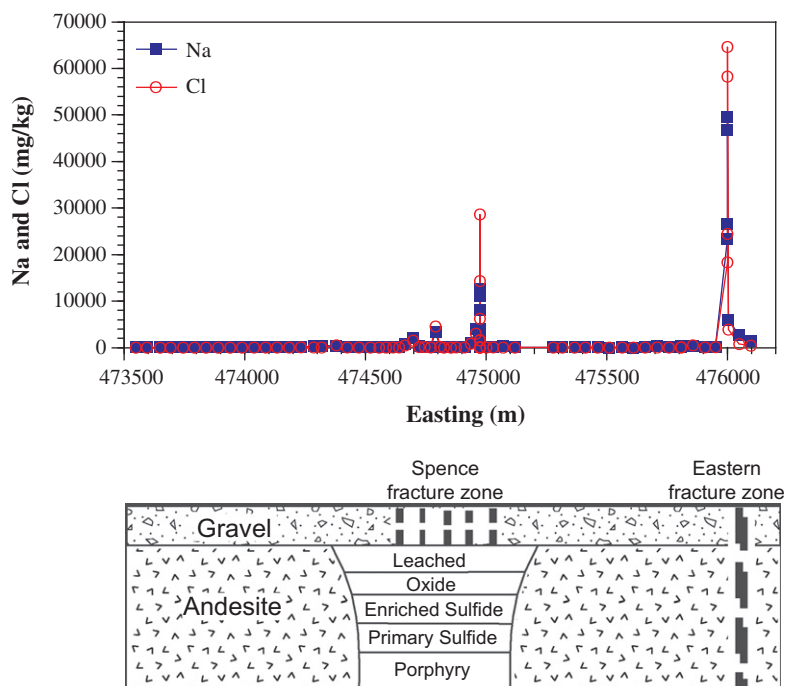 70000
60000
50000
40000
30000
20000
10000
0
Na and Cl (mg/kg)
Na
Cl
473500 474000 474500 475000 475500 476000
Easting (m)
Spence
fracture zone
Eastern
fracture zone
Gravel
Andesite
Leached
Oxide
Enriched Sulfide
Primary Sulfide
Porphyry